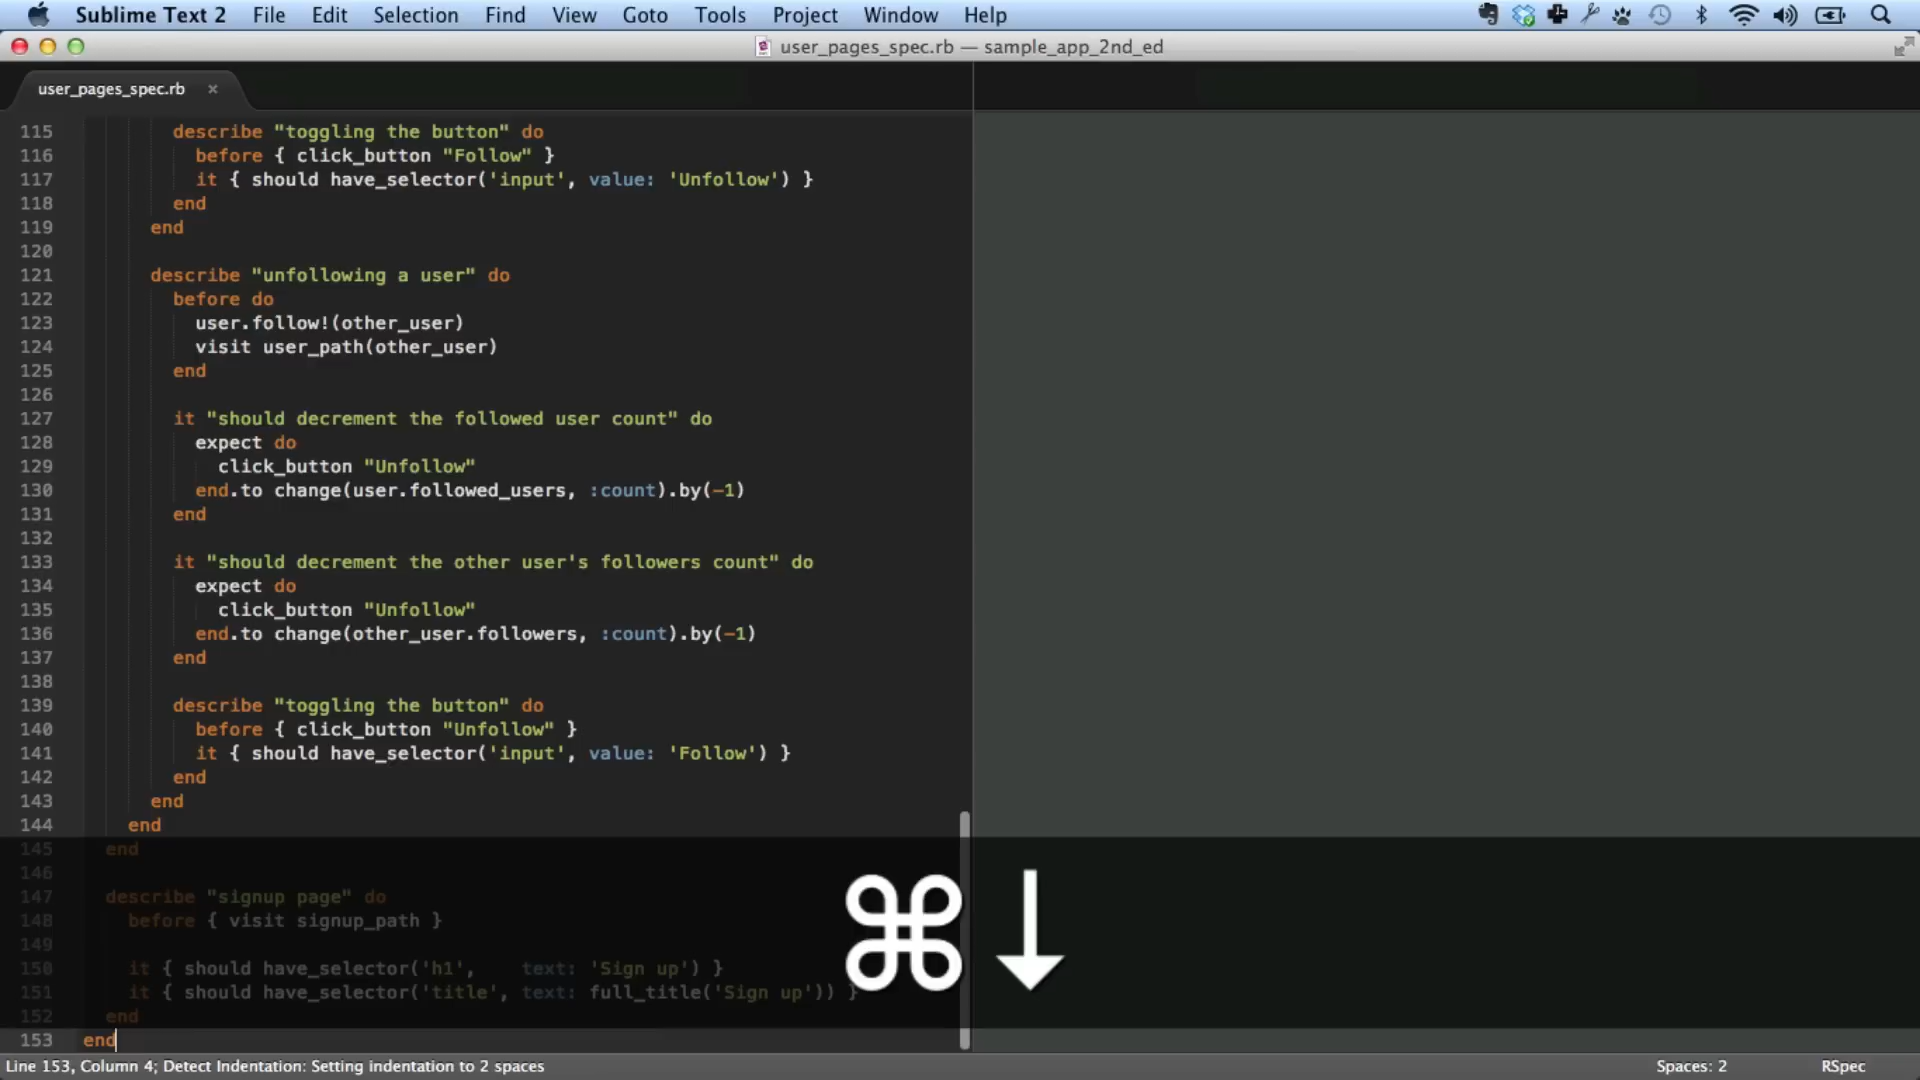 Sublime Text 2 File Edit Selection Find View Goto Tools Project Window Help
user_pages_spec.rb — sample_app_2nd_ed
user_pages_spec.rb ×
115 describe "toggling the button" do
116 before { click_button "Follow" }
117 it { should have_selector('input', value: 'Unfollow') }
118 end
119 end
120
121 describe "unfollowing a user" do
122 before do
123 user.follow!(other_user)
124 visit user_path(other_user)
125 end
126
127 it "should decrement the followed user count" do
128 expect do
129 click_button "Unfollow"
130 end.to change(user.followed_users, :count).by(-1)
131 end
132
133 it "should decrement the other user's followers count" do
134 expect do
135 click_button "Unfollow"
136 end.to change(other_user.followers, :count).by(-1)
137 end
138
139 describe "toggling the button" do
140 before { click_button "Unfollow" }
141 it { should have_selector('input', value: 'Follow') }
142 end
143 end
144 end
145 end
146
147 describe "signup page" do
148 before { visit signup_path }
149
150 it { should have_selector('h1', text: 'Sign up') }
151 it { should have_selector('title', text: full_title('Sign up')) }
152 end
153 end
⌘ ↓
Line 153, Column 4; Detect Indentation: Setting indentation to 2 spaces Spaces: 2 RSpec